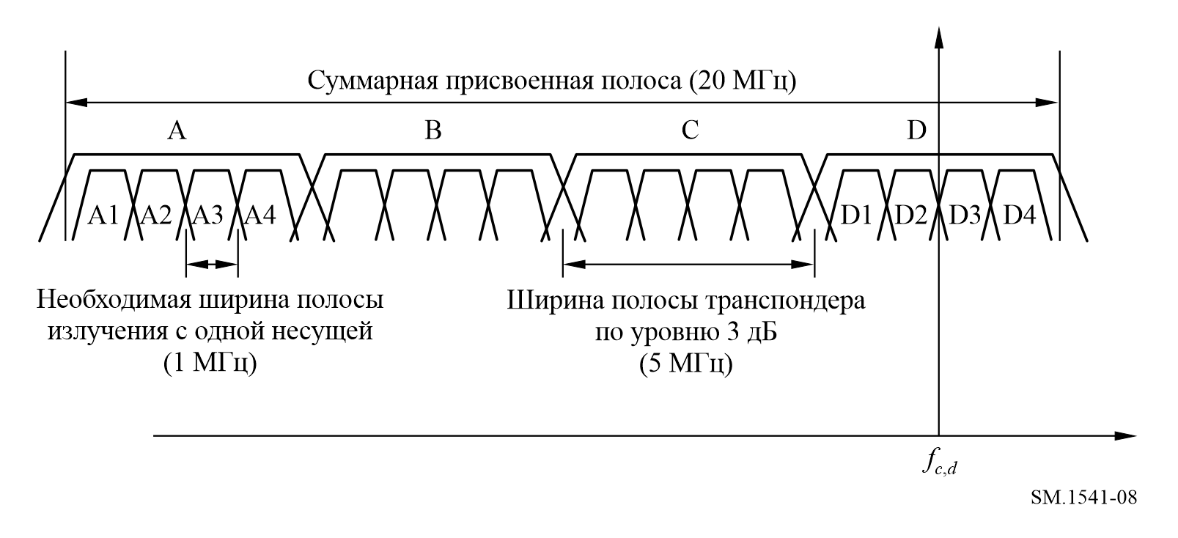 Суммарная присвоенная полоса (20 МГц)
A B C D
A1 A2 A3 A4 D1 D2 D3 D4
Необходимая ширина полосы
излучения с одной несущей
(1 МГц)
Ширина полосы транспондера
по уровню 3 дБ
(5 МГц)
fc,d
SM.1541-08